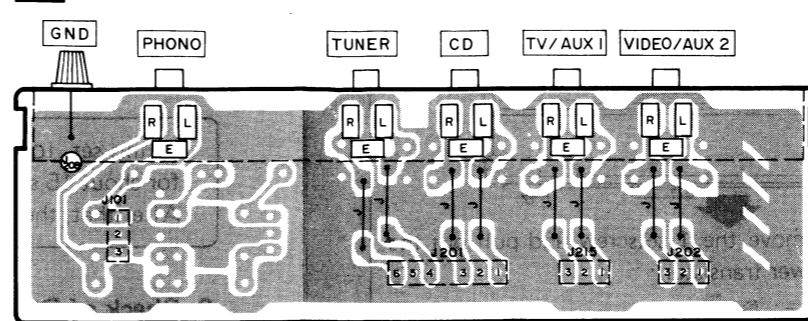 GND
PHONO
TUNER
CD
TV/AUX 1
VIDEO/AUX 2
R L
R L
R L
R L
R L
E
E
E
E
E
J101
1
2
3
J J
J J
J J
J J
J201
6 5 4 3 2 1
J215
3 2 1
J202
3 2 1